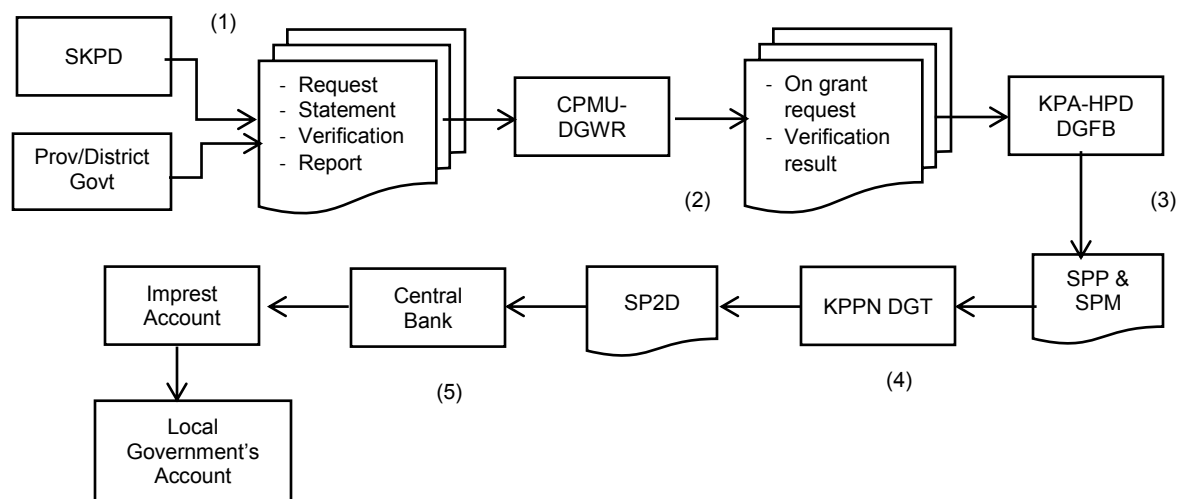 (1)
SKPD
Prov/District
Govt
- Request
- Statement
- Verification
- Report
CPMU-
DGWR
(2)
- On grant
request
- Verification
result
KPA-HPD
DGFB
(3)
SPP &
SPM
KPPN DGT
(4)
SP2D
Central
Bank
(5)
Imprest
Account
Local
Government's
Account